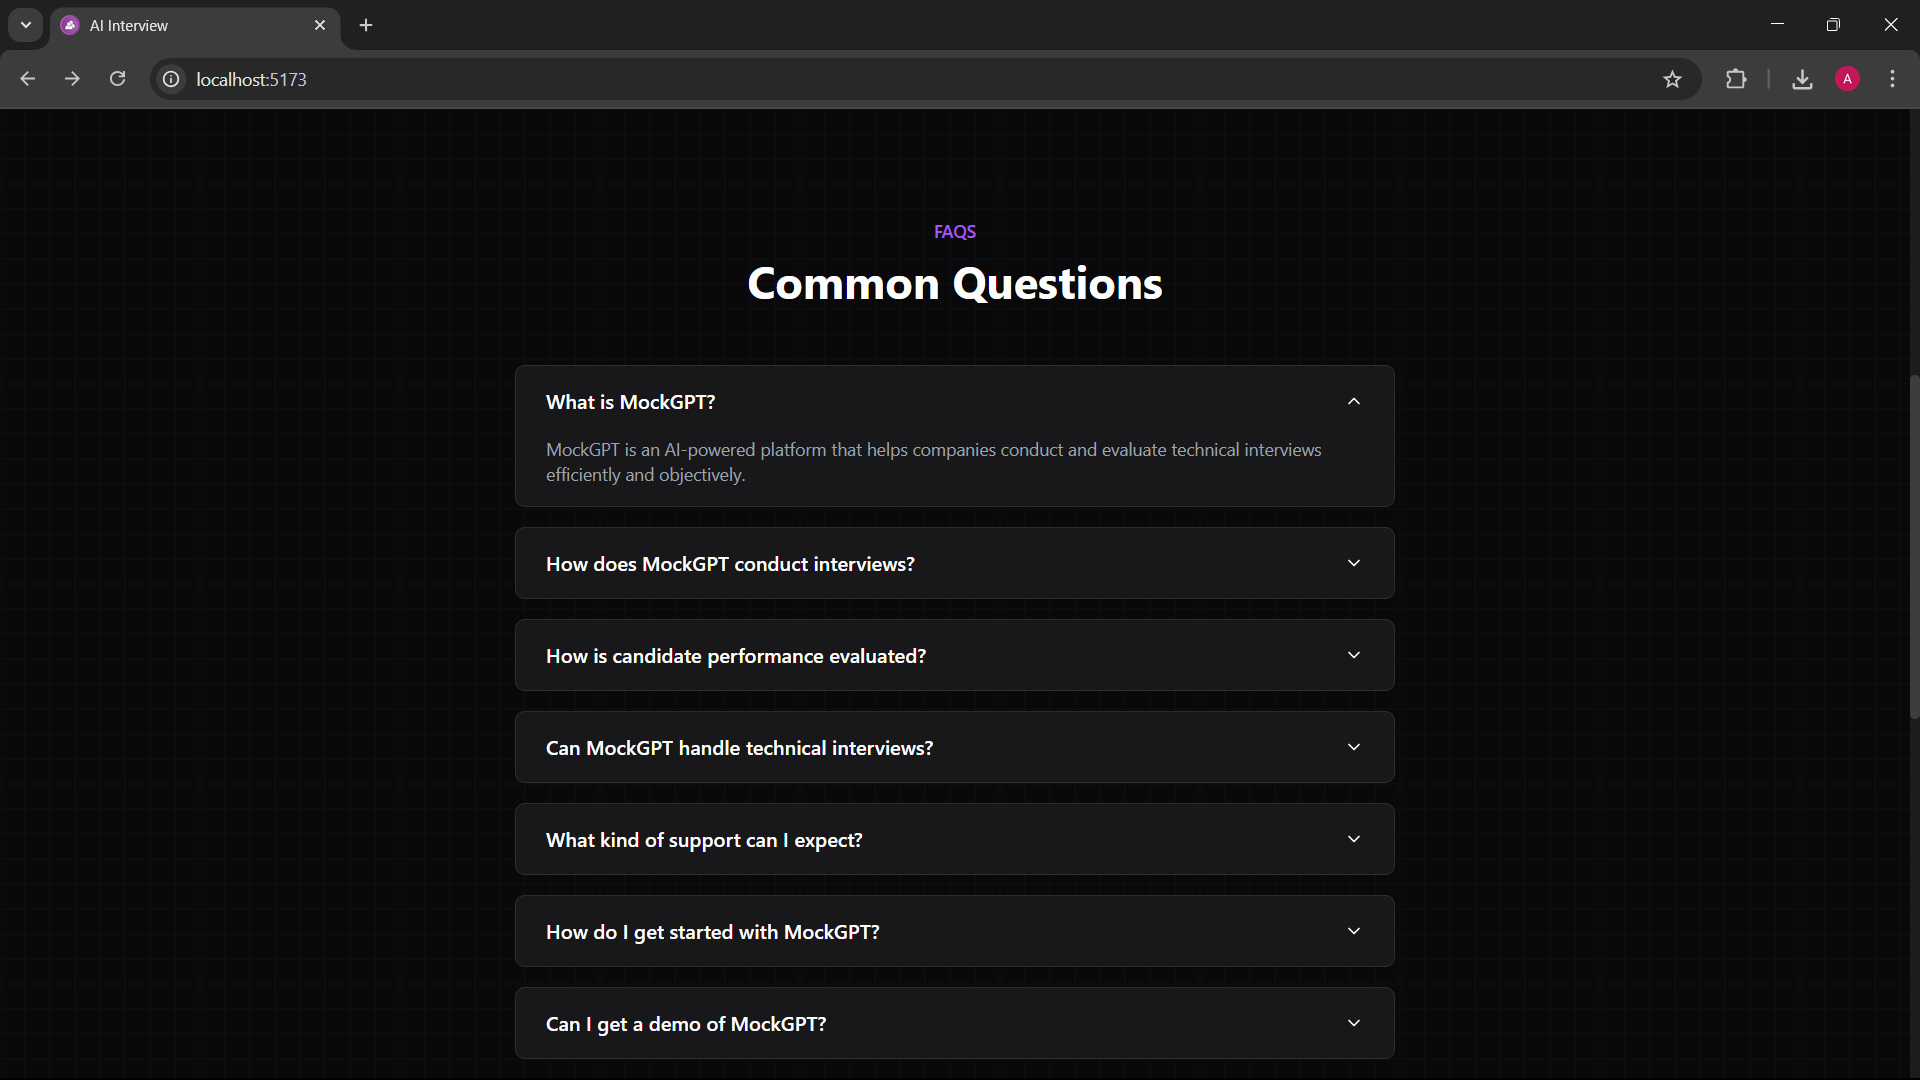 AI Interview
localhost:5173
A
FAQS
Common Questions
What is MockGPT?
MockGPT is an AI-powered platform that helps companies conduct and evaluate technical interviews
efficiently and objectively.
How does MockGPT conduct interviews?
How is candidate performance evaluated?
Can MockGPT handle technical interviews?
What kind of support can I expect?
How do I get started with MockGPT?
Can I get a demo of MockGPT?